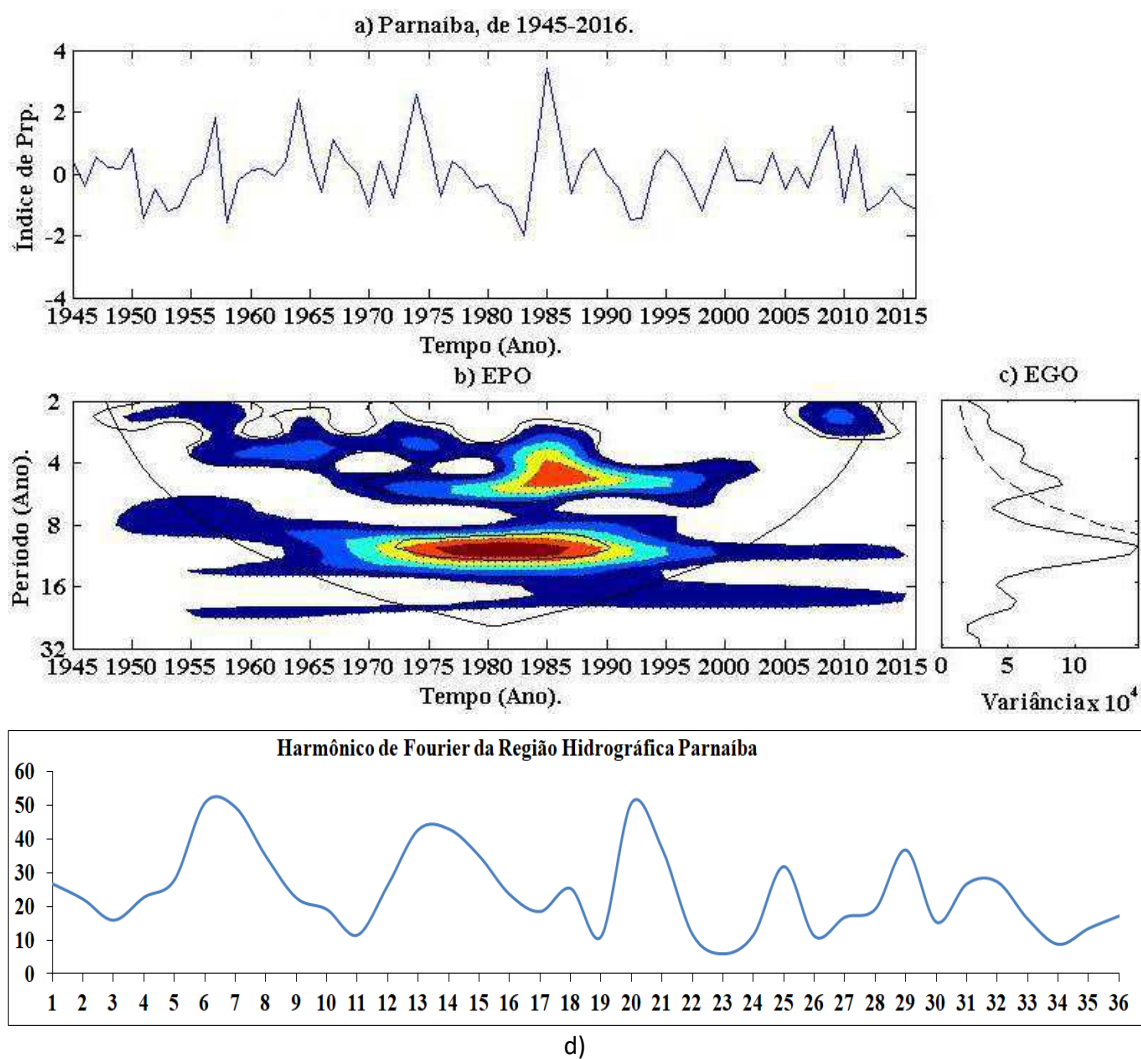 a) Parnaíba, de 1945-2016.
Índice de Prp.
4
2
0
-2
-4
1945 1950 1955 1960 1965 1970 1975 1980 1985 1990 1995 2000 2005 2010 2015
Tempo (Ano).
b) EPO
Período (Ano).
2
4
8
16
32
1945 1950 1955 1960 1965 1970 1975 1980 1985 1990 1995 2000 2005 2010 2015
Tempo (Ano).
c) EGO
0 5 10
Variância x 10⁴
Harmônico de Fourier da Região Hidrográfica Parnaíba
60
50
40
30
20
10
0
1 2 3 4 5 6 7 8 9 10 11 12 13 14 15 16 17 18 19 20 21 22 23 24 25 26 27 28 29 30 31 32 33 34 35 36
d)